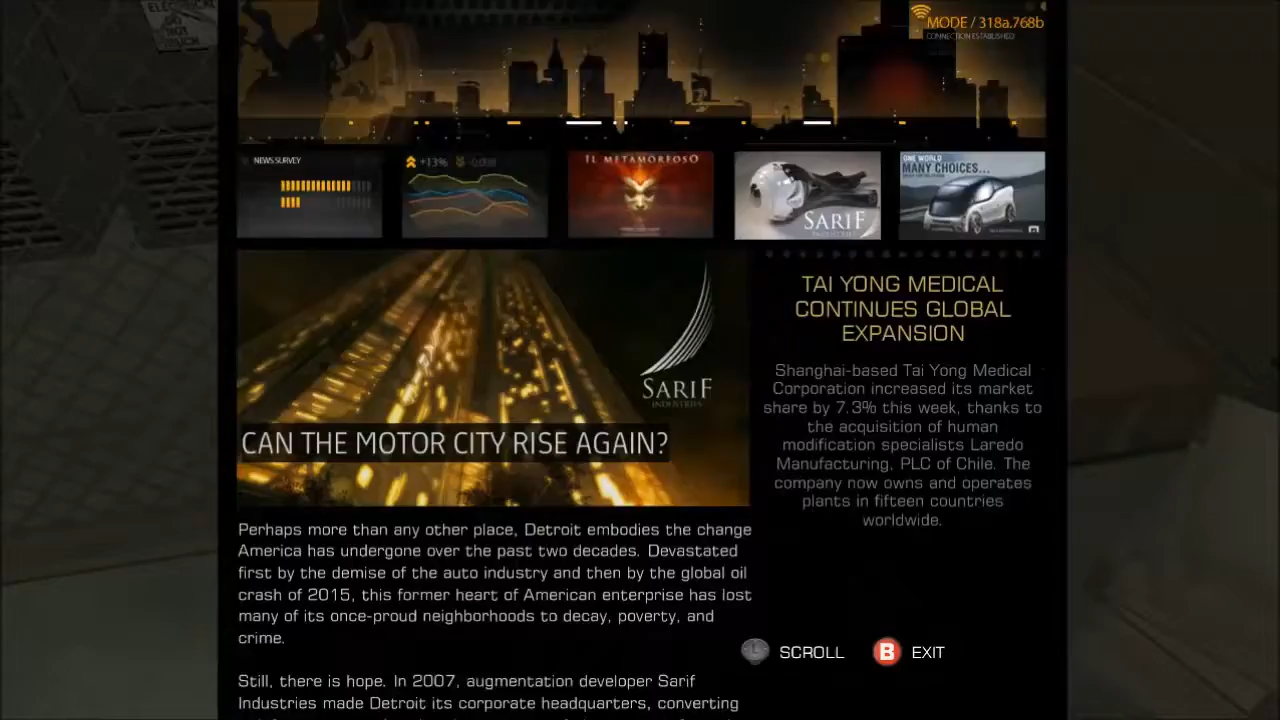 ELECTRICAL
DO NOT
TOUCH
MODE / 318a.768b
CONNECTION ESTABLISHED
NEWS SURVEY
+13% -0.008
IL METAMORFOSO
SARIF
INDUSTRIES
ONE WORLD
MANY CHOICES...
CAN THE MOTOR CITY RISE AGAIN?
SARIF
INDUSTRIES
Perhaps more than any other place, Detroit embodies the change
America has undergone over the past two decades. Devastated
first by the demise of the auto industry and then by the global oil
crash of 2015, this former heart of American enterprise has lost
many of its once-proud neighborhoods to decay, poverty, and
crime.
Still, there is hope. In 2007, augmentation developer Sarif
Industries made Detroit its corporate headquarters, converting
TAI YONG MEDICAL
CONTINUES GLOBAL
EXPANSION
Shanghai-based Tai Yong Medical
Corporation increased its market
share by 7.3% this week, thanks to
the acquisition of human
modification specialists Laredo
Manufacturing, PLC of Chile. The
company now owns and operates
plants in fifteen countries
worldwide.
L SCROLL B EXIT